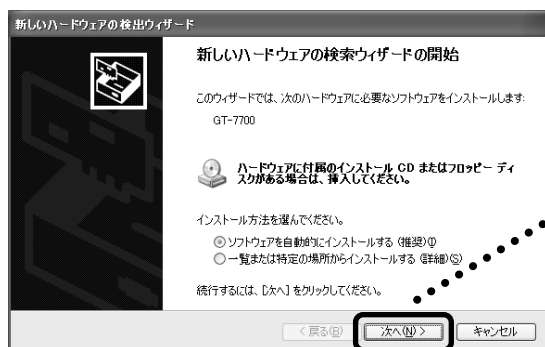 新しいハードウェアの検出ウィザード
新しいハードウェアの検索ウィザードの開始
このウィザードでは、次のハードウェアに必要なソフトウェアをインストールします:
GT-7700
ハードウェアに付属のインストール CD またはフロッピー ディ
スクがある場合は、挿入してください。
インストール方法を選んでください。
ソフトウェアを自動的にインストールする (推奨)(I)
一覧または特定の場所からインストールする (詳細)(S)
続行するには、[次へ] をクリックしてください。
< 戻る(B)
次へ(N) >
キャンセル